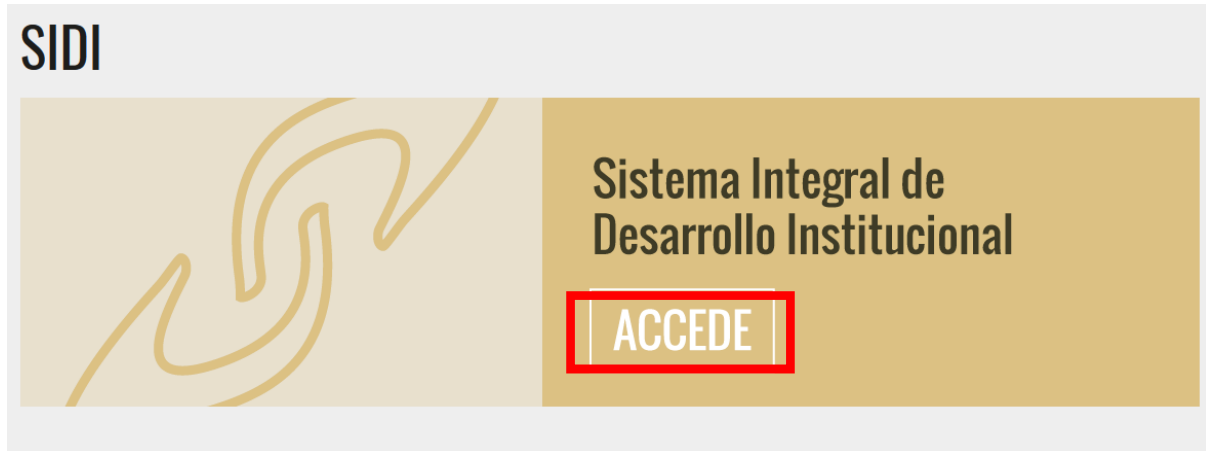 SIDI
Sistema Integral de
Desarrollo Institucional
ACCEDE